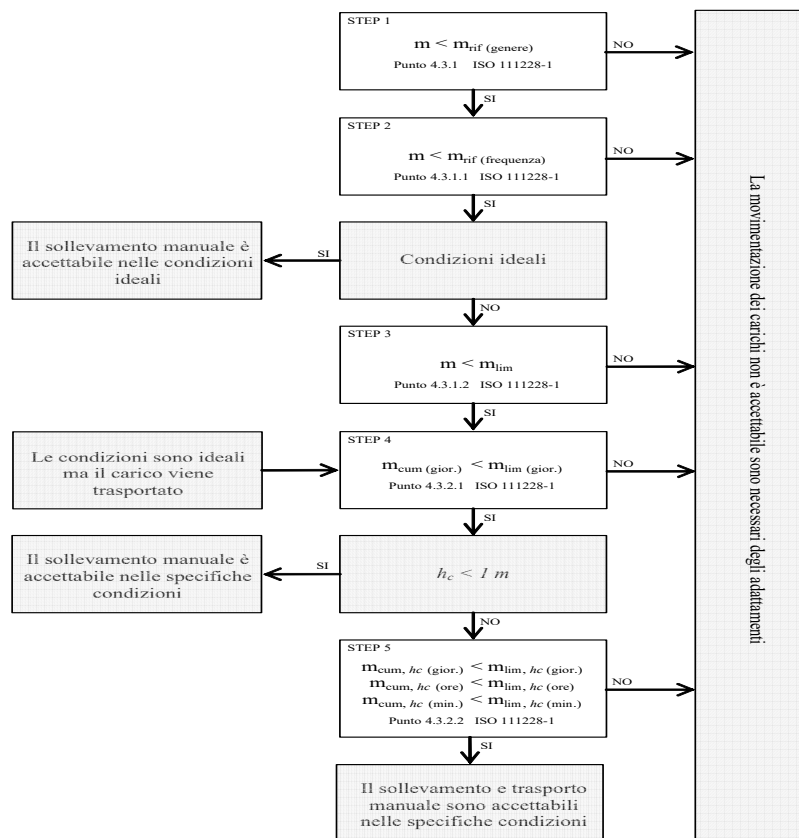 STEP 1
m < mrif (genere)
Punto 4.3.1 ISO 111228-1
NO
SI
STEP 2
m < mrif (frequenza)
Punto 4.3.1.1 ISO 111228-1
NO
SI
Il sollevamento manuale è
accettabile nelle condizioni
ideali
SI
Condizioni ideali
NO
STEP 3
m < mlim
Punto 4.3.1.2 ISO 111228-1
NO
SI
Le condizioni sono ideali
ma il carico viene
trasportato
STEP 4
mcum (gior.) < mlim (gior.)
Punto 4.3.2.1 ISO 111228-1
NO
SI
Il sollevamento manuale è
accettabile nelle specifiche
condizioni
SI
hc < 1 m
NO
STEP 5
mcum, hc (gior.) < mlim, hc (gior.)
mcum, hc (ore) < mlim, hc (ore)
mcum, hc (min.) < mlim, hc (min.)
Punto 4.3.2.2 ISO 111228-1
NO
SI
Il sollevamento e trasporto
manuale sono accettabili
nelle specifiche condizioni
La movimentazione dei carichi non è accettabile sono necessari degli adattamenti